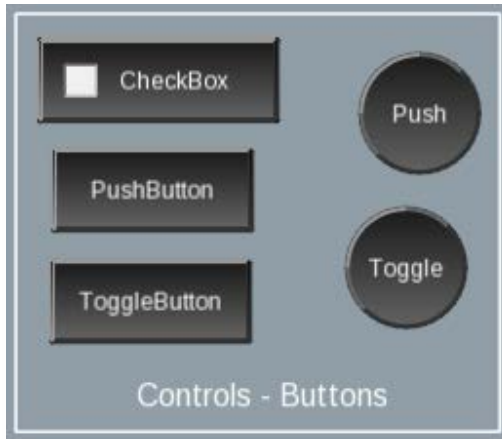 CheckBox
Push
PushButton
Toggle
ToggleButton
Controls - Buttons